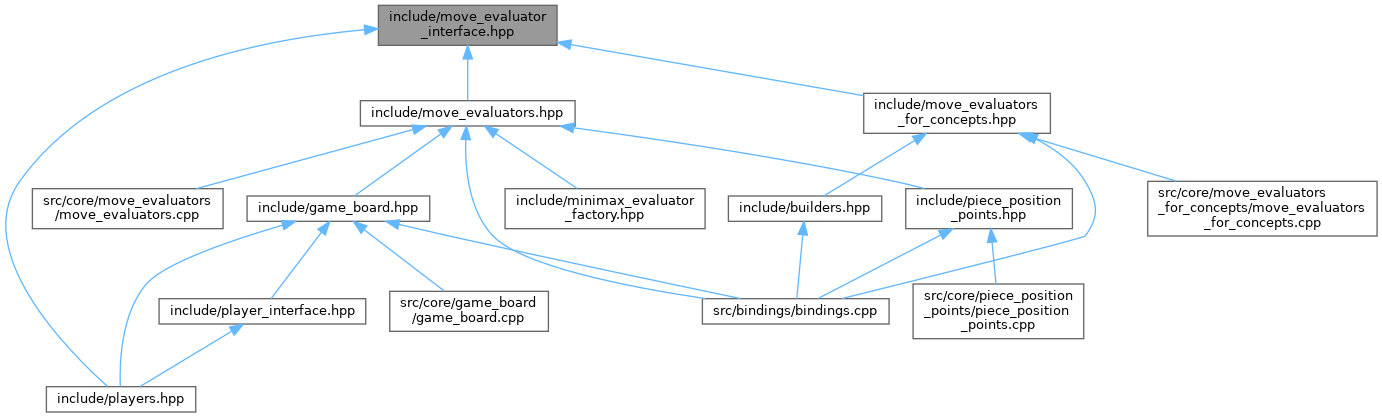 include/move_evaluator
_interface.hpp
include/move_evaluators.hpp
include/move_evaluators
_for_concepts.hpp
src/core/move_evaluators
/move_evaluators.cpp
include/game_board.hpp
include/minimax_evaluator
_factory.hpp
include/builders.hpp
include/piece_position
_points.hpp
src/core/move_evaluators
_for_concepts/move_evaluators
_for_concepts.cpp
include/player_interface.hpp
src/core/game_board
/game_board.cpp
src/bindings/bindings.cpp
src/core/piece_position
_points/piece_position
_points.cpp
include/players.hpp